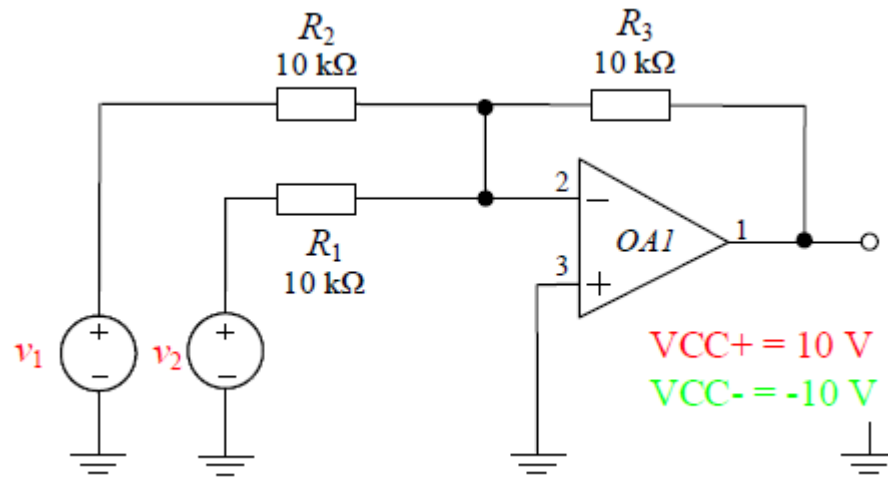 R2
10 kΩ
R3
10 kΩ
2
−
R1
10 kΩ
OA1
1
3
+
v1
+
−
v2
+
−
VCC+ = 10 V
VCC- = -10 V